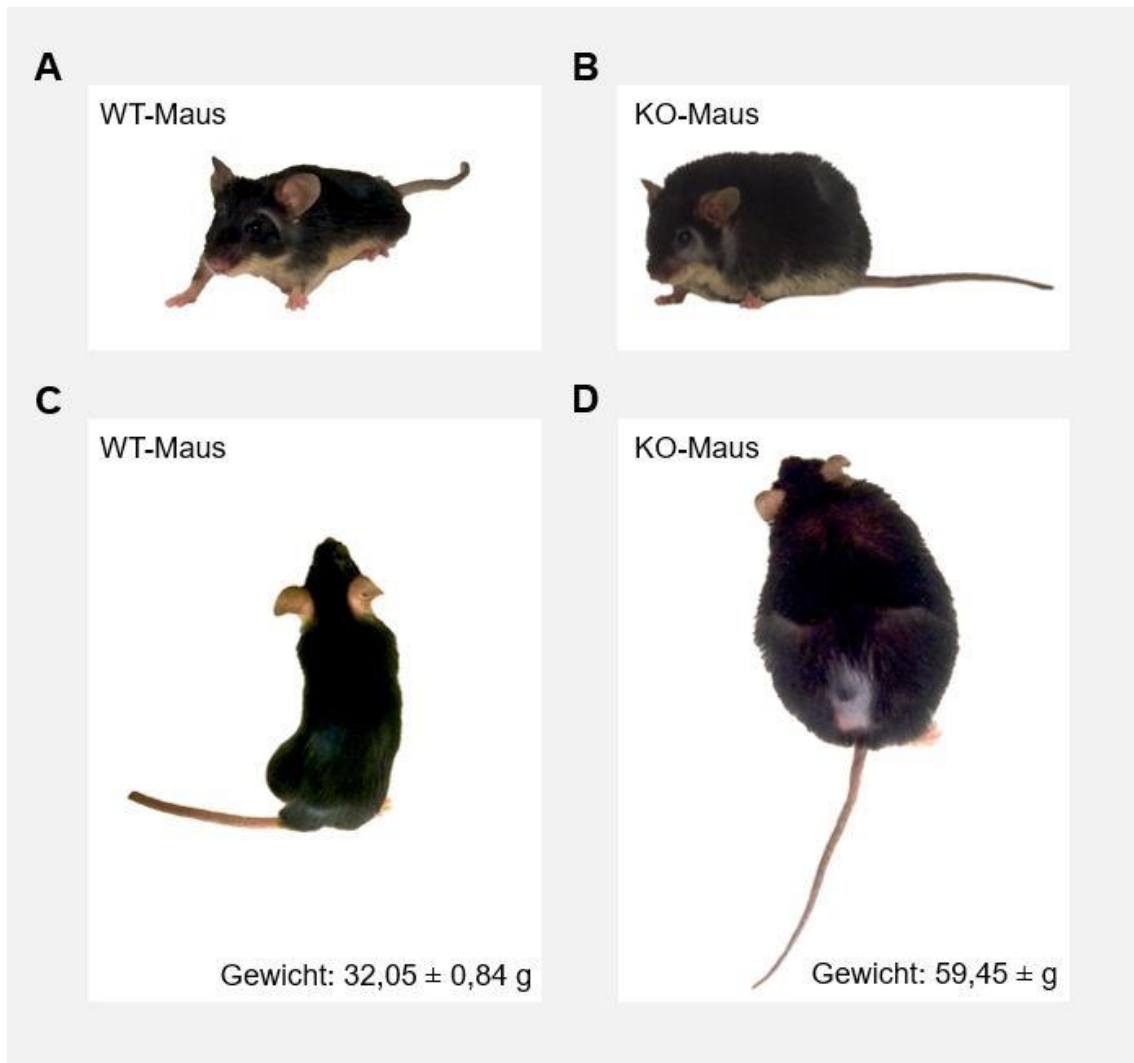 A
WT-Maus
B
KO-Maus
C
WT-Maus
Gewicht: 32,05 ± 0,84 g
D
KO-Maus
Gewicht: 59,45 ± g